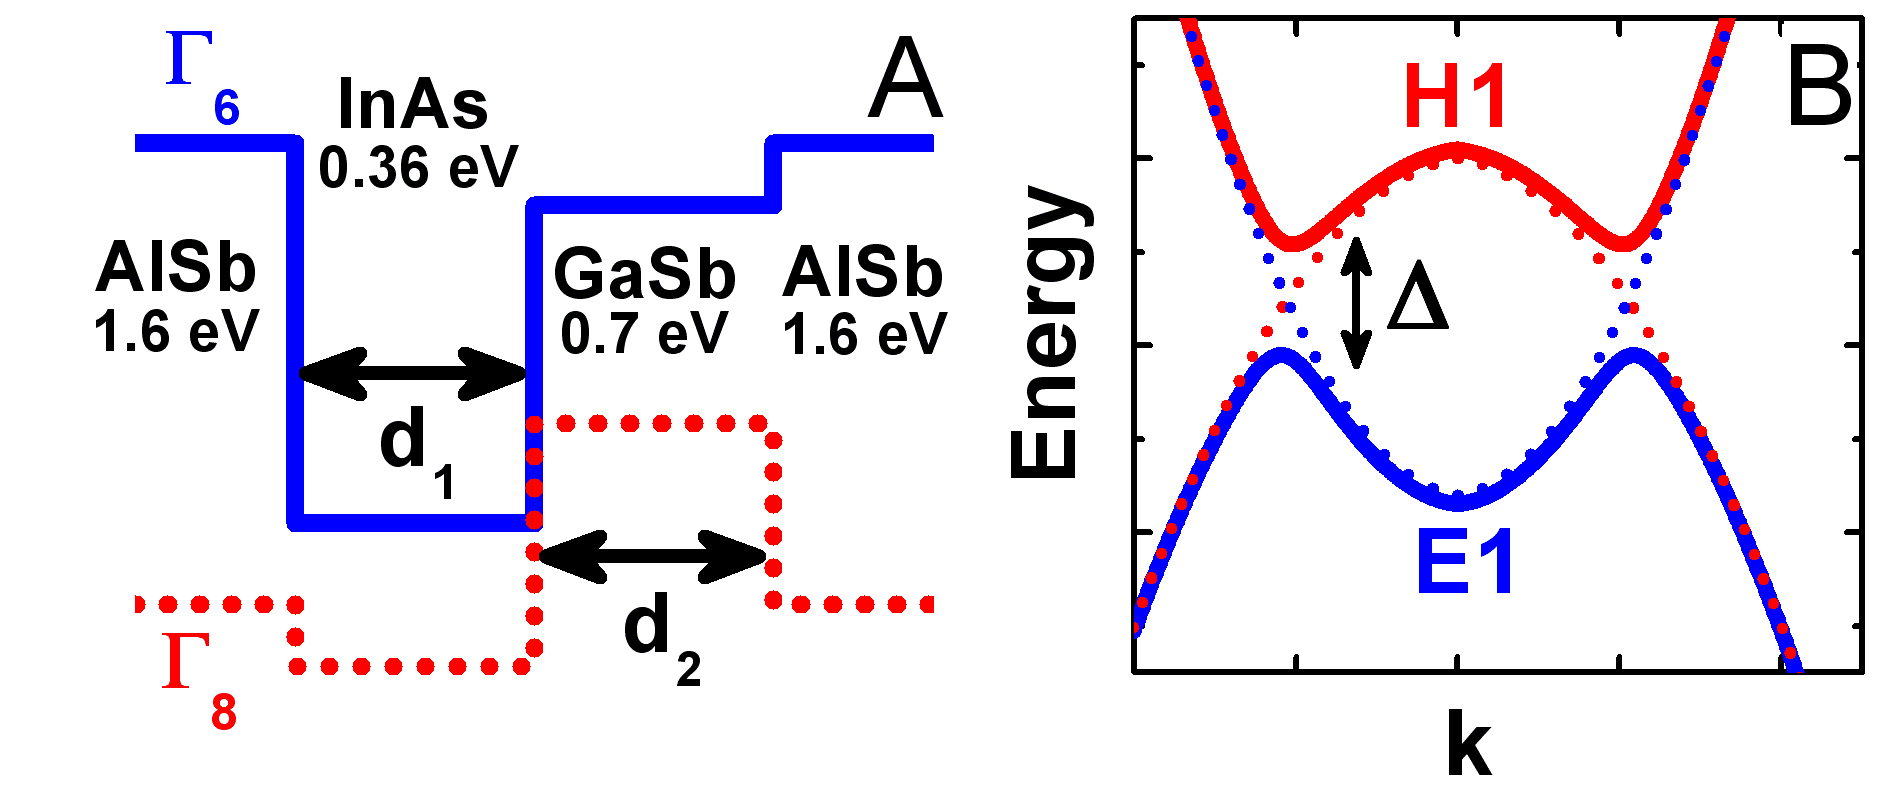 Γ6
InAs
0.36 eV
A
AlSb
1.6 eV
GaSb
0.7 eV
AlSb
1.6 eV
d1
d2
Γ8
B
H1
Δ
E1
Energy
k